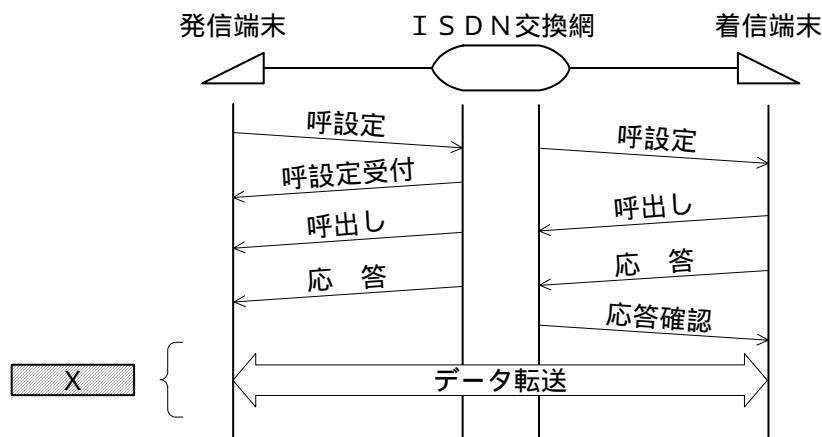 発信端末 ISDN交換網 着信端末
呼設定 呼設定
呼設定受付
呼出し 呼出し
応 答 応 答
応答確認
X データ転送